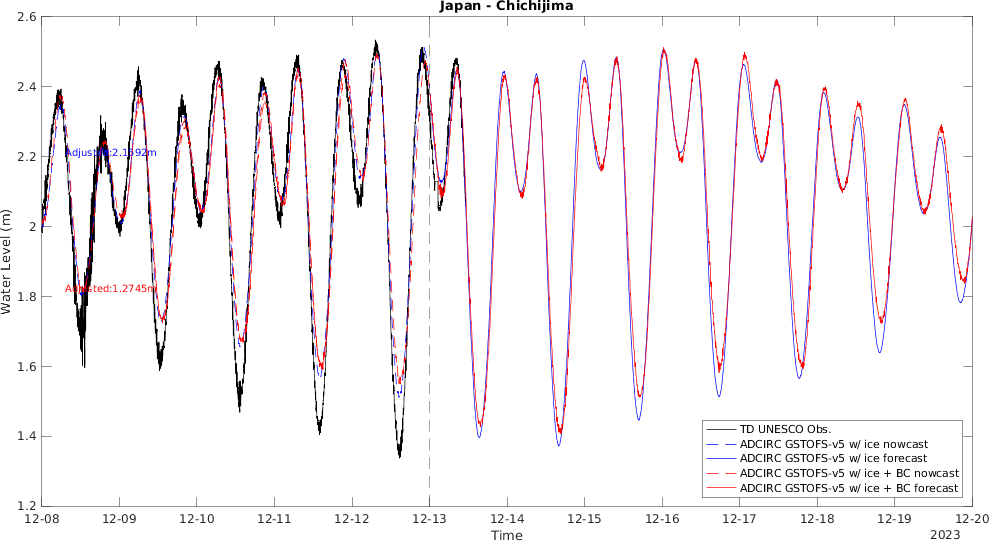 Japan - Chichijima
Water Level (m)
2.6
2.4
2.2
2
1.8
1.6
1.4
1.2
Adjusted:2.1592m
Adjusted:1.2745m
TD UNESCO Obs.
ADCIRC GSTOFS-v5 w/ ice nowcast
ADCIRC GSTOFS-v5 w/ ice forecast
ADCIRC GSTOFS-v5 w/ ice + BC nowcast
ADCIRC GSTOFS-v5 w/ ice + BC forecast
12-08 12-09 12-10 12-11 12-12 12-13 12-14 12-15 12-16 12-17 12-18 12-19 12-20
Time
2023